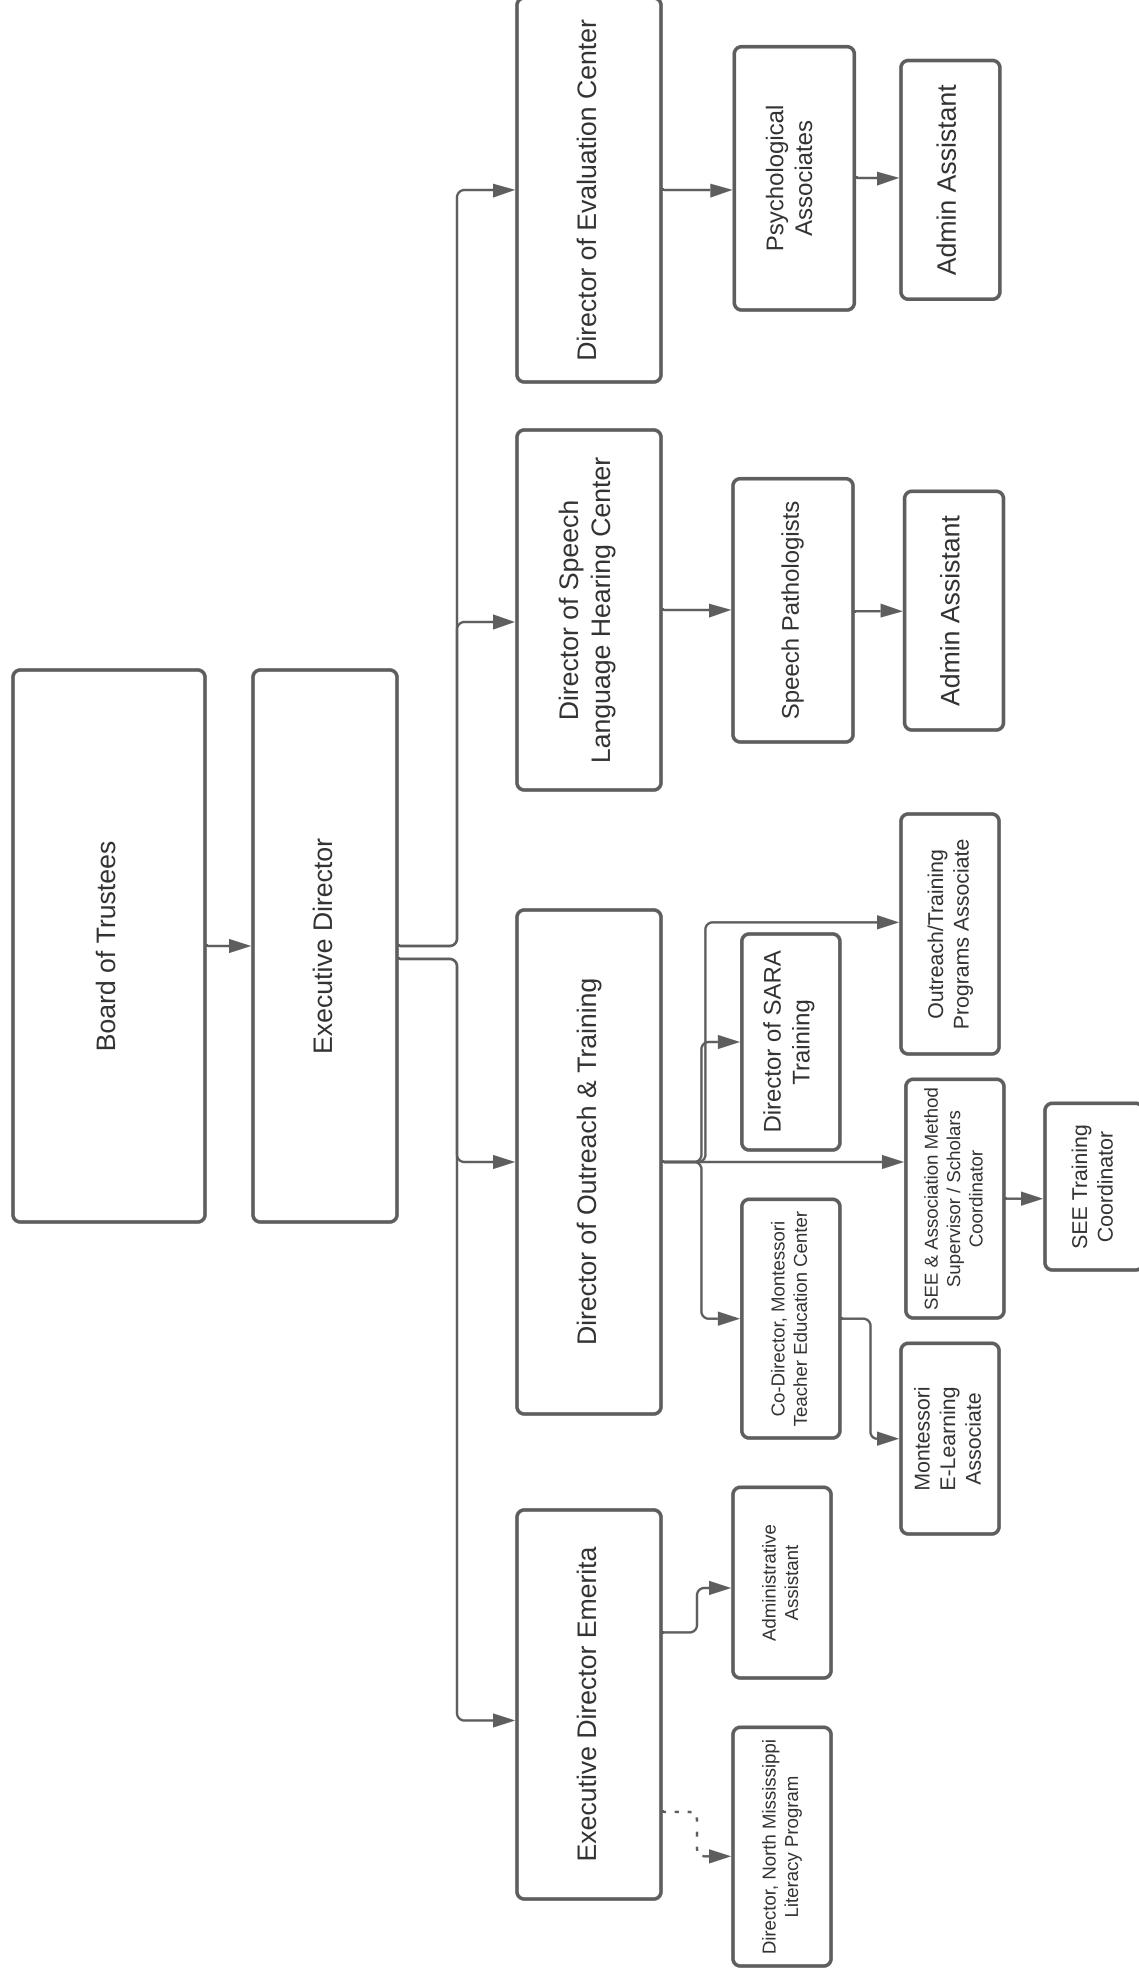 Board of Trustees
Executive Director
Executive Director Emerita
Director of Outreach & Training
Director of Speech
Language Hearing Center
Director of Evaluation Center
Director, North Mississippi
Literacy Program
Administrative
Assistant
Co-Director, Montessori
Teacher Education Center
Director of SARA
Training
Speech Pathologists
Psychological
Associates
Montessori
E-Learning
Associate
SEE & Association Method
Supervisor / Scholars
Coordinator
Outreach/Training
Programs Associate
Admin Assistant
Admin Assistant
SEE Training
Coordinator